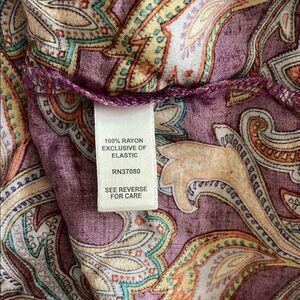 100% RAYON
EXCLUSIVE OF
ELASTIC
RN37080
SEE REVERSE
FOR CARE